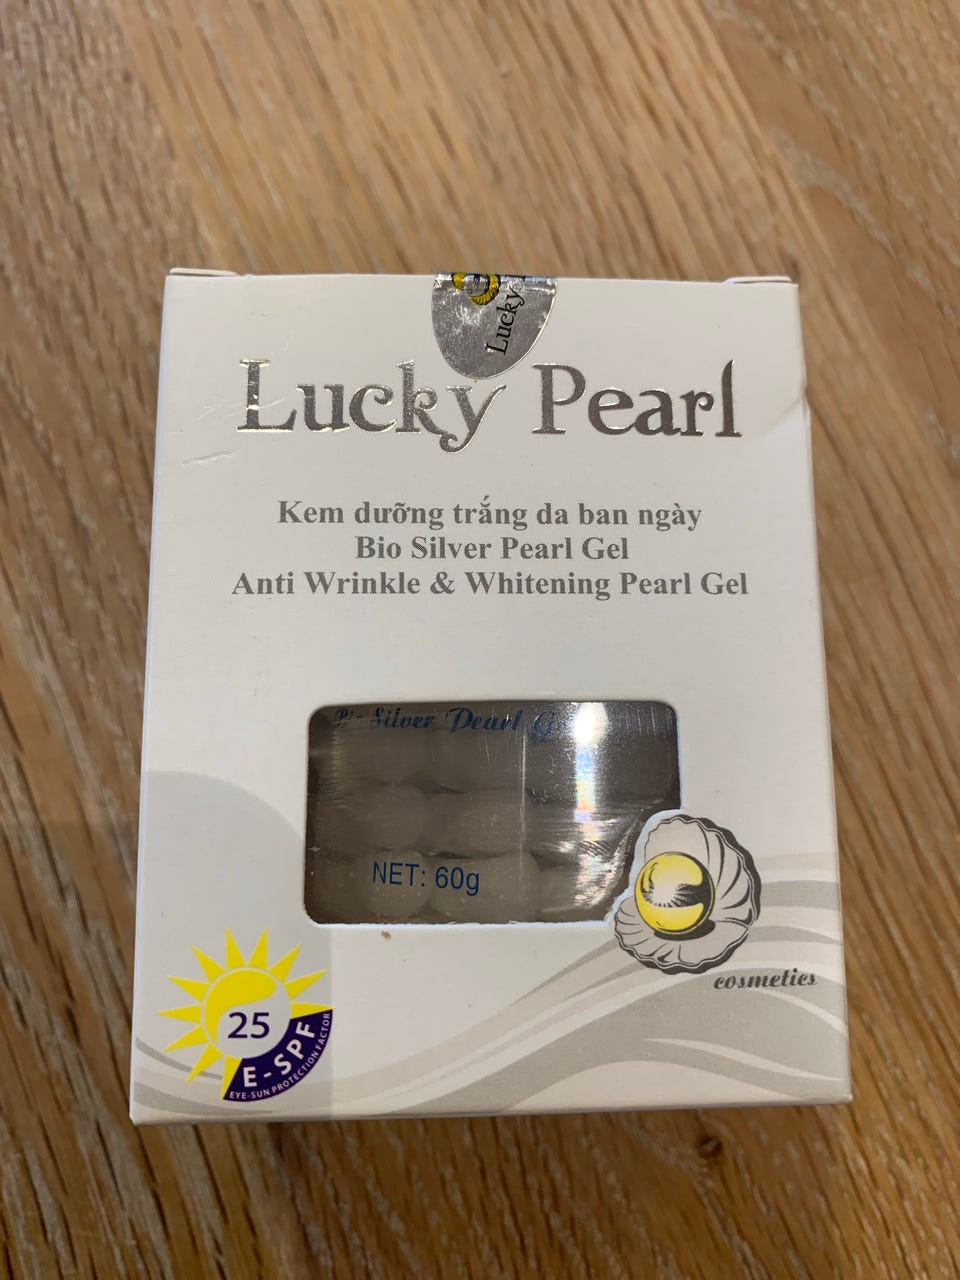 Lucky
Lucky Pearl
Kem dưỡng trắng da ban ngày
Bio Silver Pearl Gel
Anti Wrinkle & Whitening Pearl Gel
Bio Silver Pearl
NET: 60g
cosmetics
25
E-SPF
EYE-SUN PROTECTION FACTOR